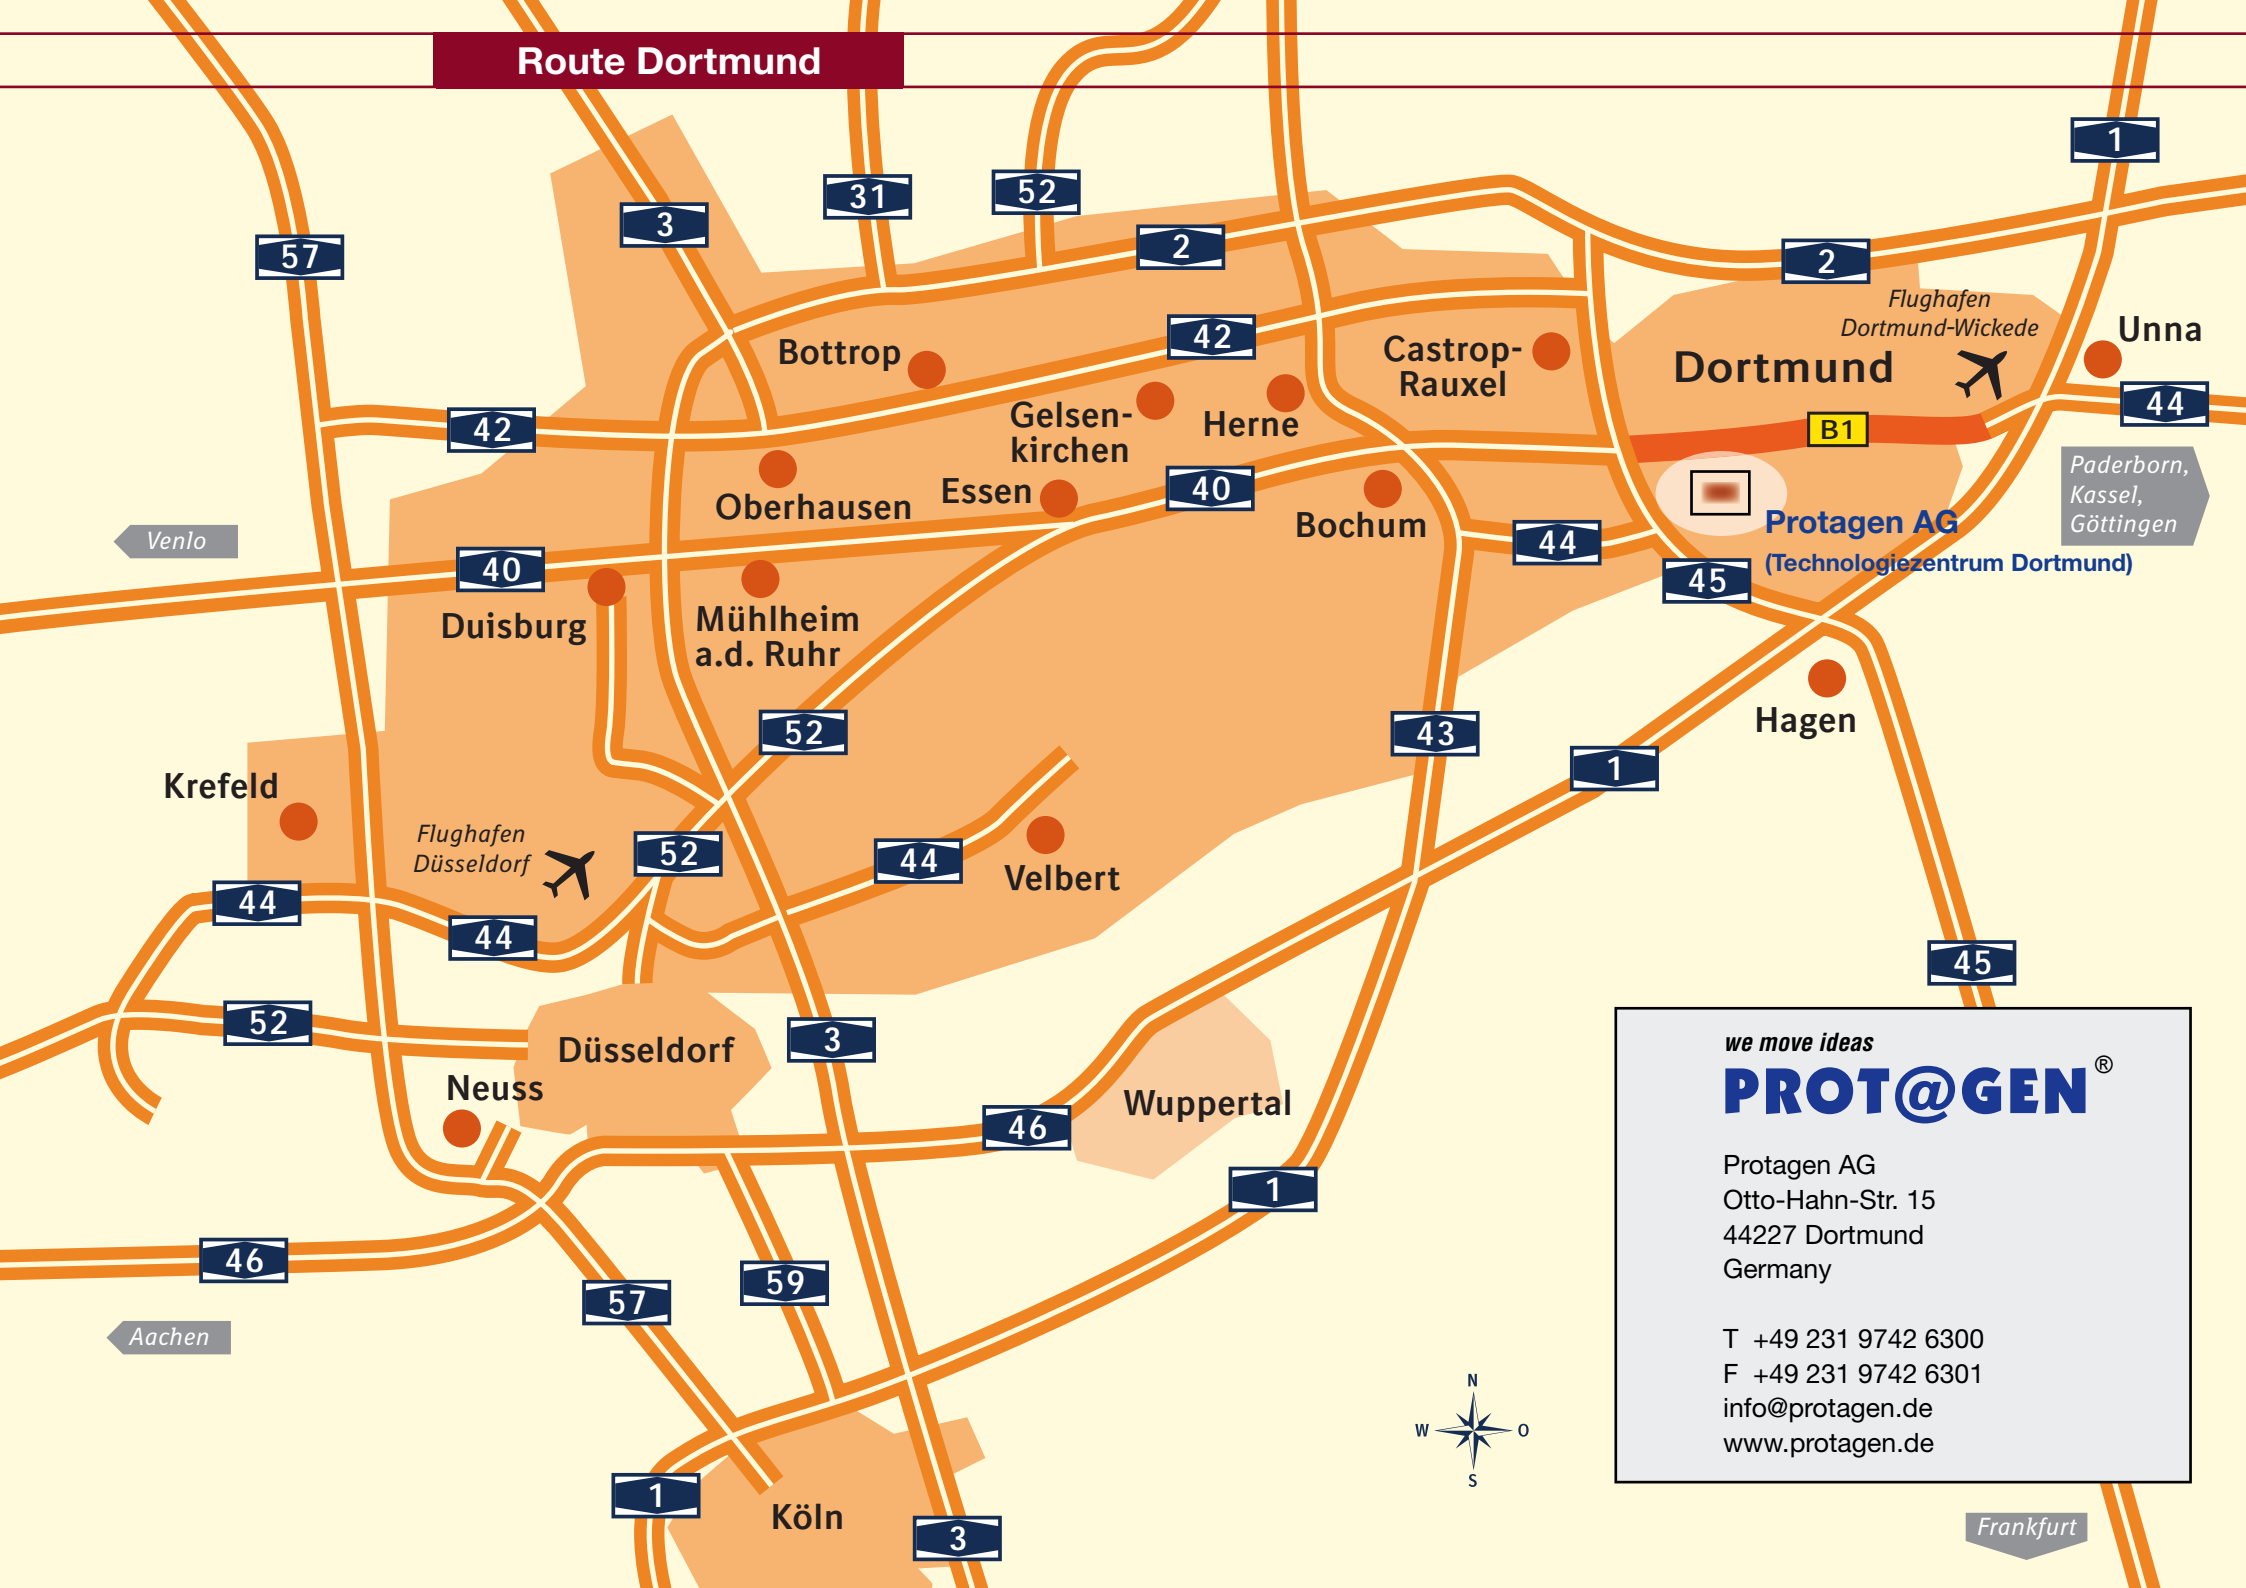 Route Dortmund
1
31
52
3
2
57
2
Flughafen
Dortmund-Wickede
Unna
42
Bottrop
Castrop-
Rauxel
Dortmund
44
Gelsen-
kirchen
Herne
42
B1
Paderborn,
Kassel,
Göttingen
Oberhausen
Essen
40
Bochum
Protagen AG
(Technologiezentrum Dortmund)
Venlo
40
44
45
Duisburg
Mühlheim
a.d. Ruhr
52
43
1
Hagen
Krefeld
Flughafen
Düsseldorf
52
44
Velbert
44
44
45
52
Düsseldorf
3
Neuss
46
Wuppertal
1
46
57
59
Aachen
1
Köln
3
N
W
O
S
we move ideas
PROT@GEN®
Protagen AG
Otto-Hahn-Str. 15
44227 Dortmund
Germany
T +49 231 9742 6300
F +49 231 9742 6301
info@protagen.de
www.protagen.de
Frankfurt